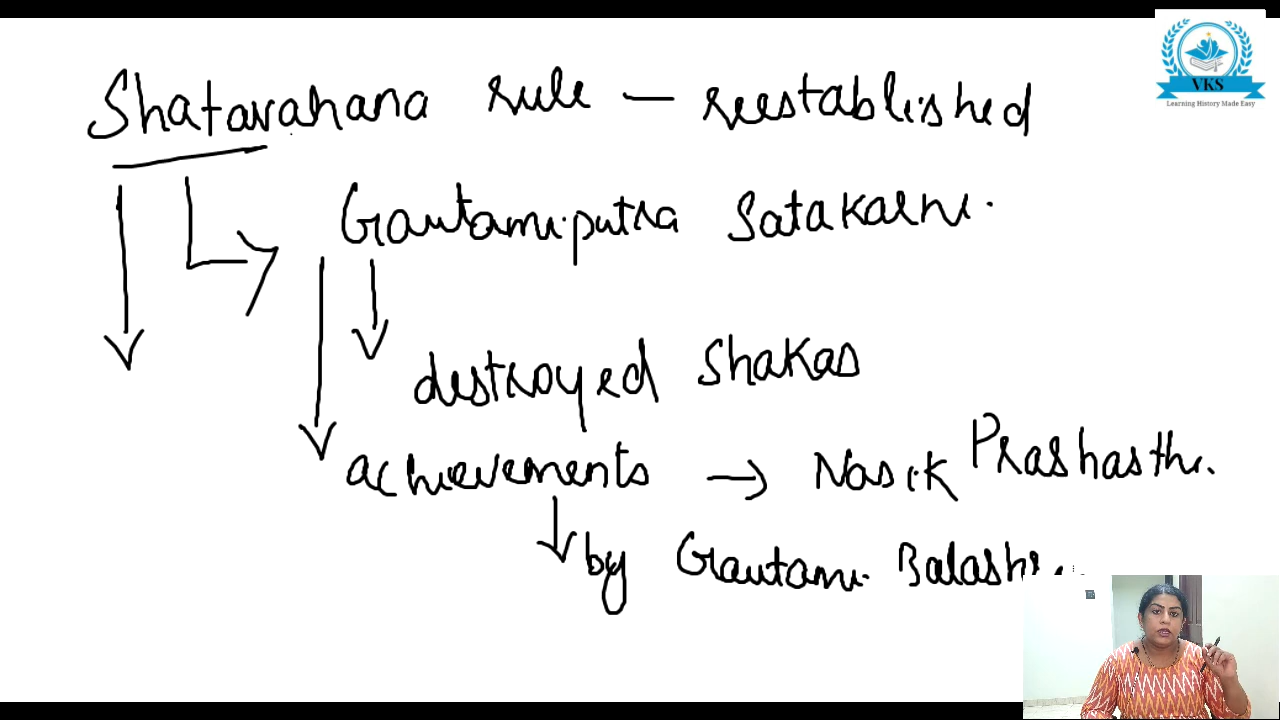 VKS
Learning History Made Easy
Shatavahana rule — reestablished
Gautamiputra Satakarni.
destroyed Shakas
achievements → Nasik Prashasthi.
by Gautami Balashri